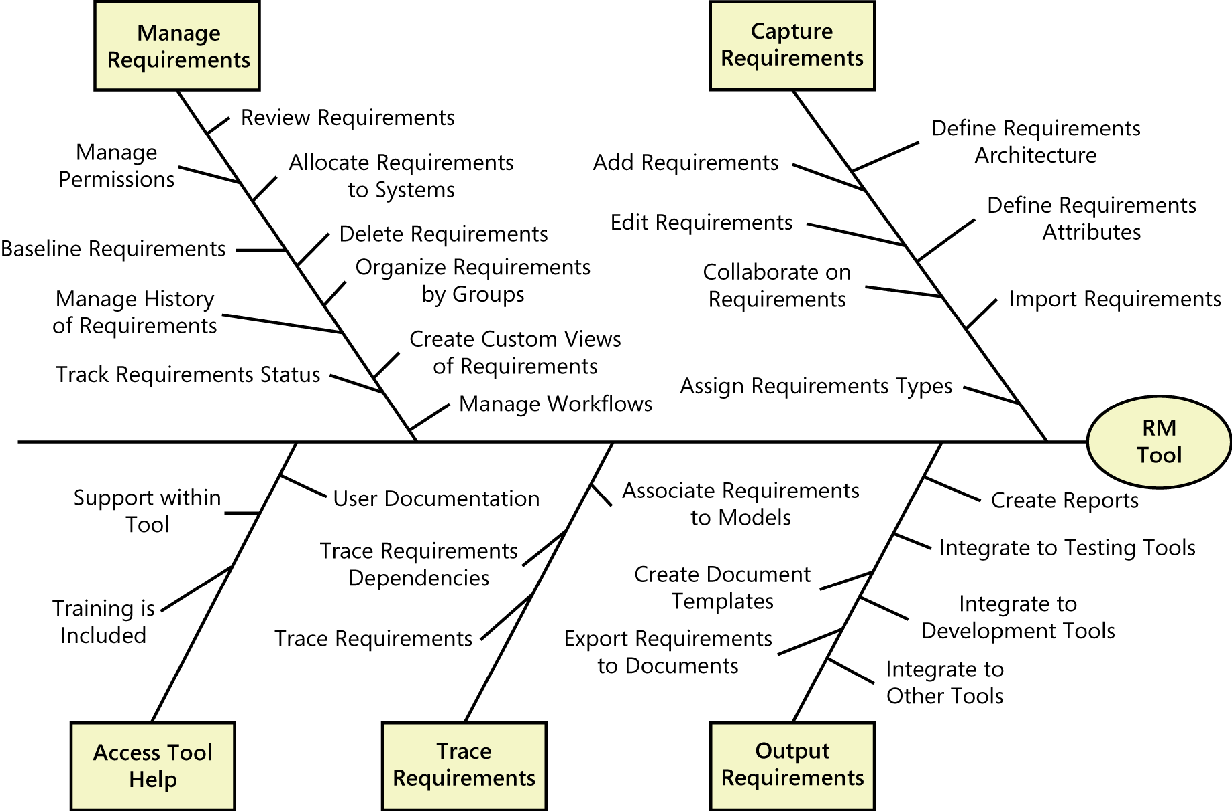 Manage
Requirements
Capture
Requirements
Review Requirements
Manage
Permissions
Allocate Requirements
to Systems
Baseline Requirements
Delete Requirements
Organize Requirements
by Groups
Manage History
of Requirements
Create Custom Views
of Requirements
Track Requirements Status
Manage Workflows
Define Requirements
Architecture
Add Requirements
Define Requirements
Attributes
Edit Requirements
Collaborate on
Requirements
Import Requirements
Assign Requirements Types
RM
Tool
Support within
Tool
User Documentation
Training is
Included
Associate Requirements
to Models
Trace Requirements
Dependencies
Trace Requirements
Create Reports
Integrate to Testing Tools
Create Document
Templates
Integrate to
Development Tools
Export Requirements
to Documents
Integrate to
Other Tools
Access Tool
Help
Trace
Requirements
Output
Requirements